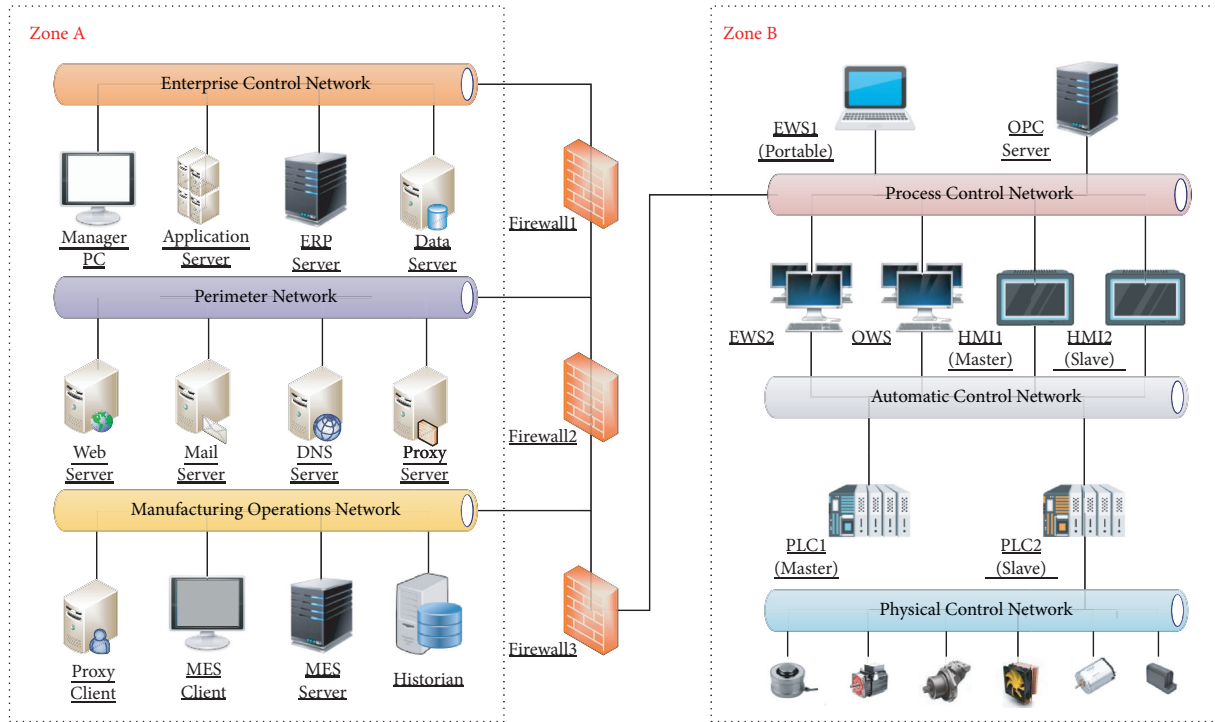 Zone A
Enterprise Control Network
Manager
PC
Application
Server
ERP
Server
Data
Server
Firewall1
Perimeter Network
Web
Server
Mail
Server
DNS
Server
Proxy
Server
Firewall2
Manufacturing Operations Network
Proxy
Client
MES
Client
MES
Server
Historian
Firewall3
Zone B
EWS1
(Portable)
OPC
Server
Process Control Network
EWS2
OWS
HMI1
(Master)
HMI2
(Slave)
Automatic Control Network
PLC1
(Master)
PLC2
(Slave)
Physical Control Network